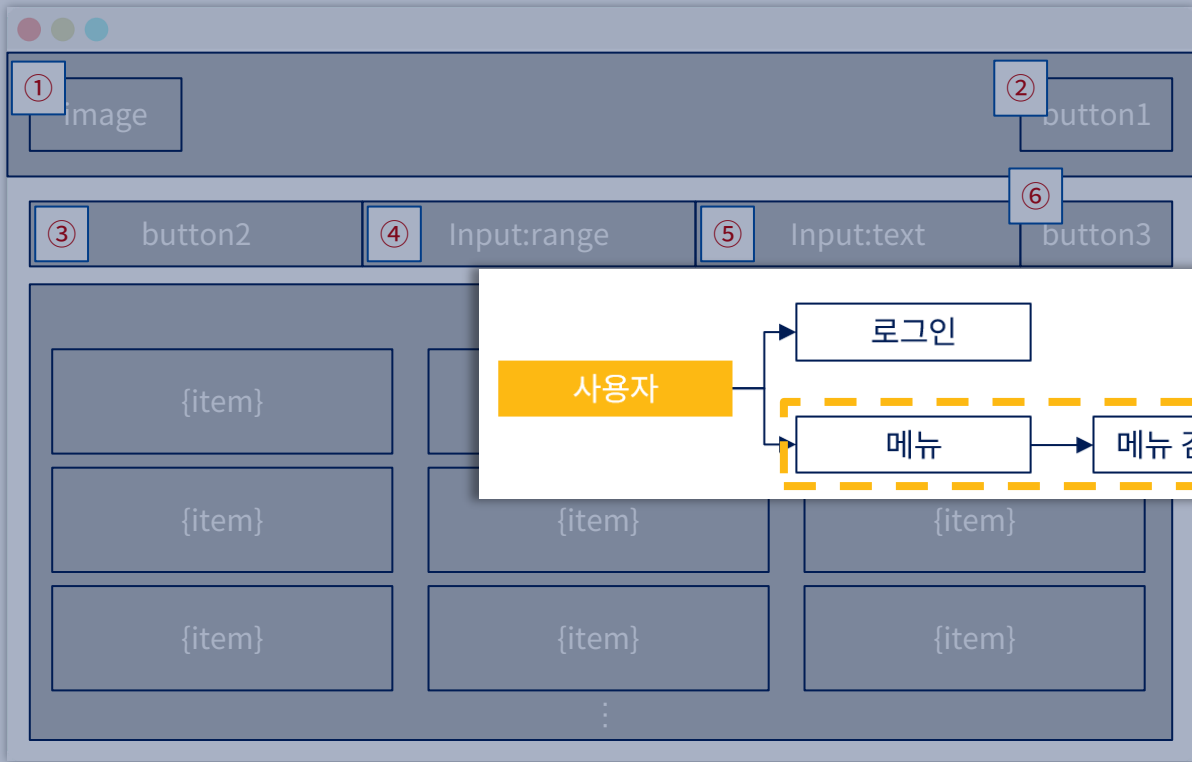 ①
image
②
button1
③
button2
④
Input:range
⑤
Input:text
⑥
button3
로그인
사용자
메뉴
메뉴
{item}
{item}
{item}
{item}
{item}
{item}
{item}
⋮